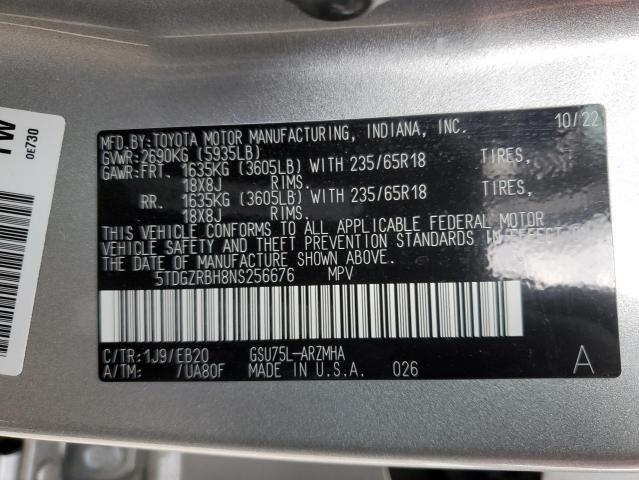 MFD.BY:TOYOTA MOTOR MANUFACTURING, INDIANA, INC. 10/22
GVWR:2690KG (5935LB)
GAWR:FRT. 1635KG (3605LB) WITH 235/65R18 TIRES,
18X8J RIMS.
RR. 1635KG (3605LB) WITH 235/65R18 TIRES,
18X8J RIMS.
THIS VEHICLE CONFORMS TO ALL APPLICABLE FEDERAL MOTOR
VEHICLE SAFETY AND THEFT PREVENTION STANDARDS IN EFFECT ON
THE DATE OF MANUFACTURE SHOWN ABOVE.
5TDGZRBH8NS256676 MPV
C/TR:1J9/EB20 GSU75L-ARZMHA
A/TM: /UA80F MADE IN U.S.A. 026 A
0E730